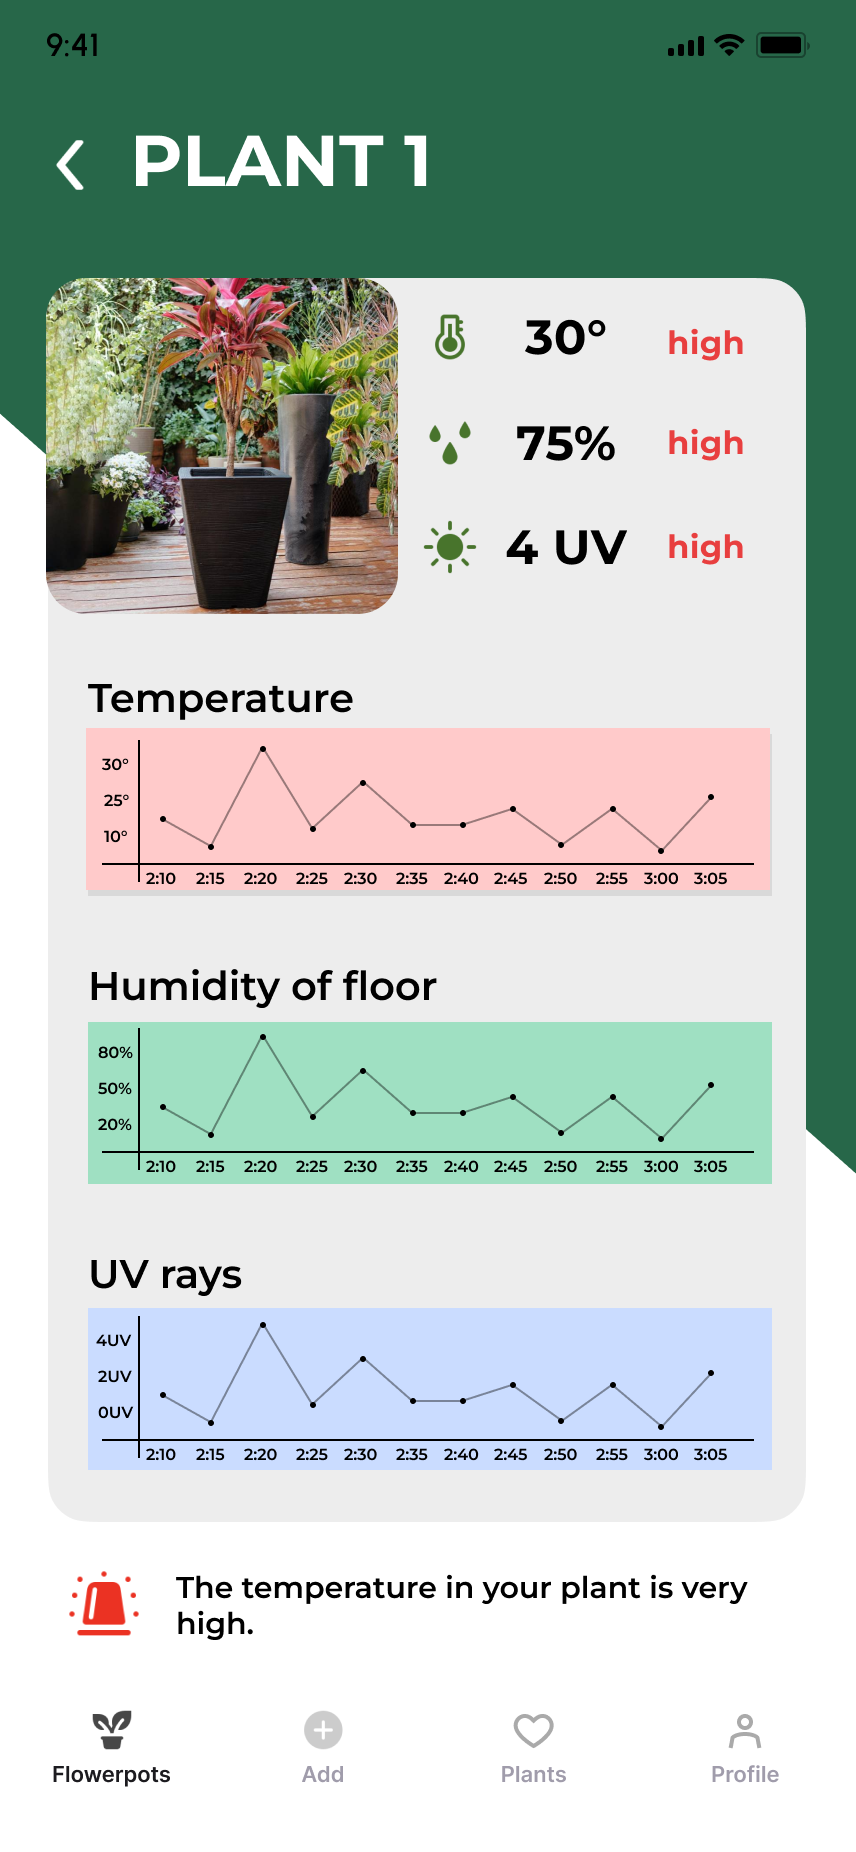 9:41
PLANT 1
30° high
75% high
4 UV high
Temperature
30°
25°
10°
2:10 2:15 2:20 2:25 2:30 2:35 2:40 2:45 2:50 2:55 3:00 3:05
Humidity of floor
80%
50%
20%
2:10 2:15 2:20 2:25 2:30 2:35 2:40 2:45 2:50 2:55 3:00 3:05
UV rays
4UV
2UV
0UV
2:10 2:15 2:20 2:25 2:30 2:35 2:40 2:45 2:50 2:55 3:00 3:05
The temperature in your plant is very
high.
Flowerpots Add Plants Profile